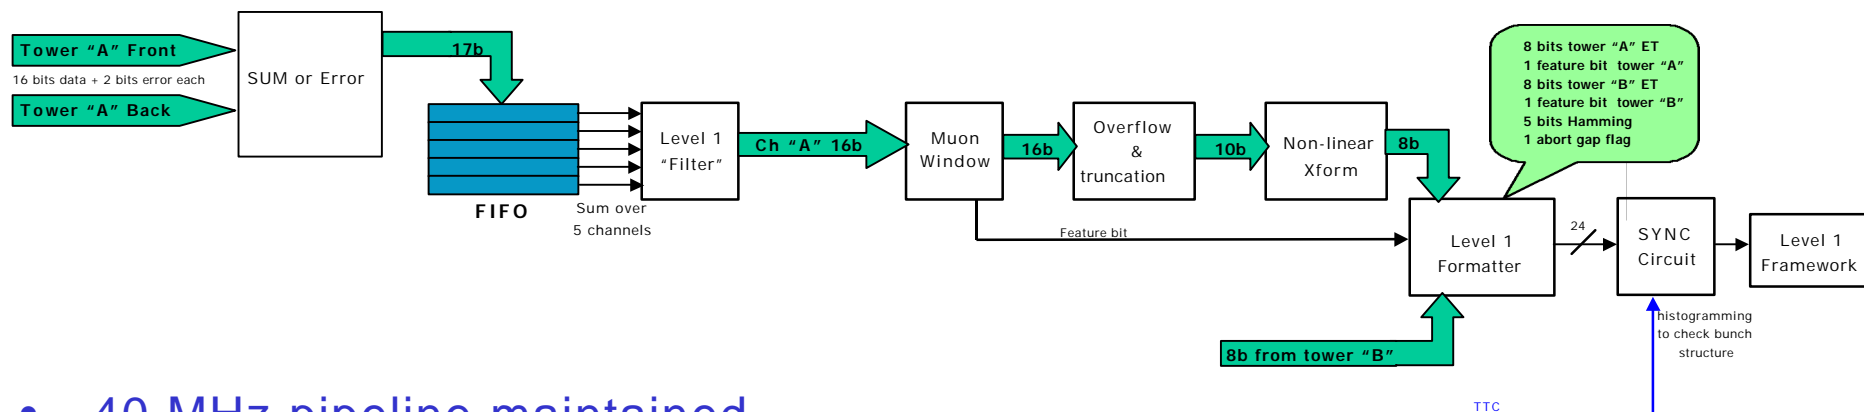 Tower “A” Front
16 bits data + 2 bits error each
Tower “A” Back
SUM or Error
17b
FIFO
Sum over
5 channels
Level 1
“Filter”
Ch “A” 16b
Muon
Window
16b
Overflow
&
truncation
10b
Non-linear
Xform
8b
8 bits tower “A” ET
1 feature bit tower “A”
8 bits tower “B” ET
1 feature bit tower “B”
5 bits Hamming
1 abort gap flag
Feature bit
Level 1
Formatter
24
SYNC
Circuit
Level 1
Framework
8b from tower “B”
histogramming
to check bunch
structure
TTC
• 40 MHz pipeline maintained